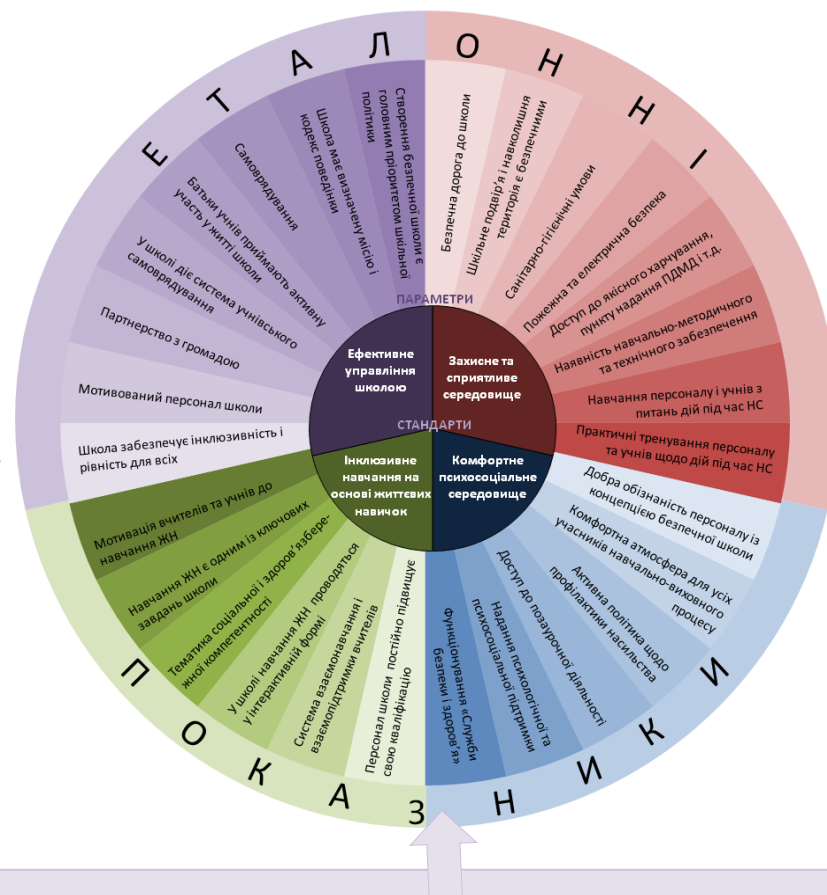 ЕТАЛОННІ
ПОКАЗНИКИ
ПАРАМЕТРИ
СТАНДАРТИ
Ефективне
управління
школою
Захисне та
сприятливе
середовище
Інклюзивне
навчання на
основі життєвих
навичок
Комфортне
психосоціальне
середовище
Створення безпечної школи є
головним пріоритетом шкільної
політики
Школа має визначену місію і
кодекс поведінки
Самоврядування
Батьки учнів приймають активну
участь у житті школи
У школі діє система учнівського
самоврядування
Партнерство з громадою
Мотивований персонал школи
Школа забезпечує інклюзивність і
рівність для всіх
Безпечна дорога до школи
Шкільне подвір'я і навколишня
територія є безпечними
Санітарно-гігієнічні умови
Пожежна та електрична безпека
Доступ до якісного харчування,
пункту надання ПДМД і т.д.
Наявність навчально-методичного
та технічного забезпечення
Навчання персоналу і учнів з
питань дій під час НС
Практичні тренування персоналу
та учнів щодо дій під час НС
Добра обізнаність персоналу із
концепцією безпечної школи
Комфортна атмосфера для усіх
учасників навчально-виховного
процесу
Активна політика щодо
профілактики насильства
Доступ до позаурочної діяльності
Надання психологічної та
психосоціальної підтримки
Функціонування «Служби
безпеки і здоров'я»
Персонал школи постійно підвищує
свою кваліфікацію
Система взаємонавчання і
взаємопідтримки вчителів
У школі навчання ЖН проводяться
у інтерактивній формі
Тематика соціальної і здоров'язбере-
жної компетентності
Навчання ЖН є одним із ключових
завдань школи
Мотивація вчителів та учнів до
навчання ЖН